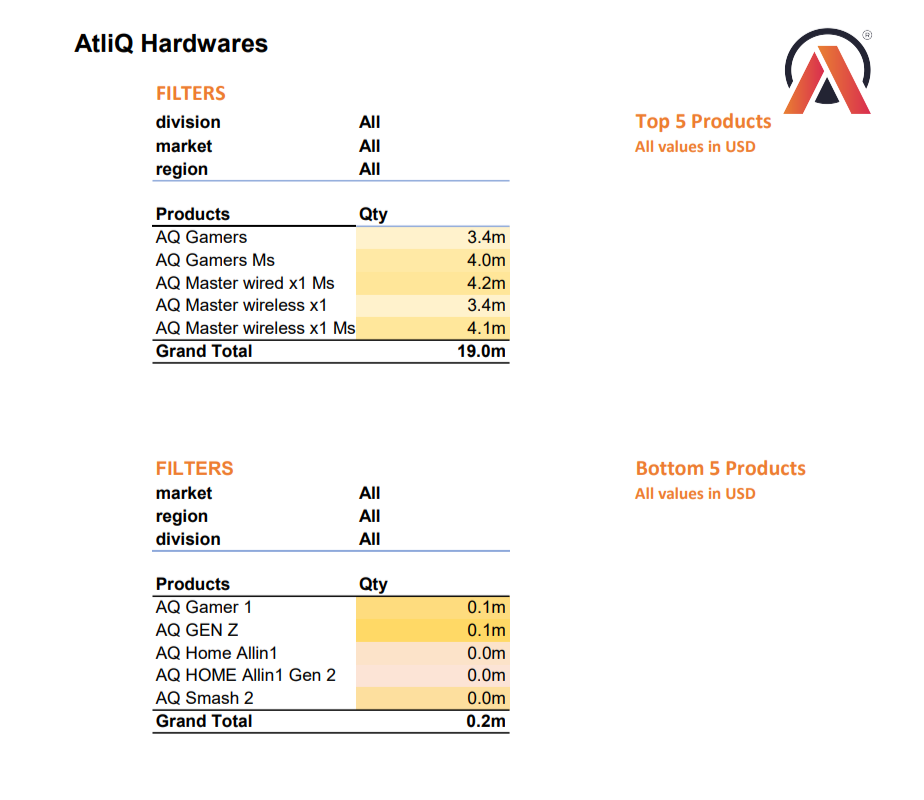 AtliQ Hardwares
®
FILTERS
division All
Top 5 Products
market All
All values in USD
region All
Products Qty
AQ Gamers 3.4m
AQ Gamers Ms 4.0m
AQ Master wired x1 Ms 4.2m
AQ Master wireless x1 3.4m
AQ Master wireless x1 Ms 4.1m
Grand Total 19.0m
FILTERS
Bottom 5 Products
market All
All values in USD
region All
division All
Products Qty
AQ Gamer 1 0.1m
AQ GEN Z 0.1m
AQ Home Allin1 0.0m
AQ HOME Allin1 Gen 2 0.0m
AQ Smash 2 0.0m
Grand Total 0.2m